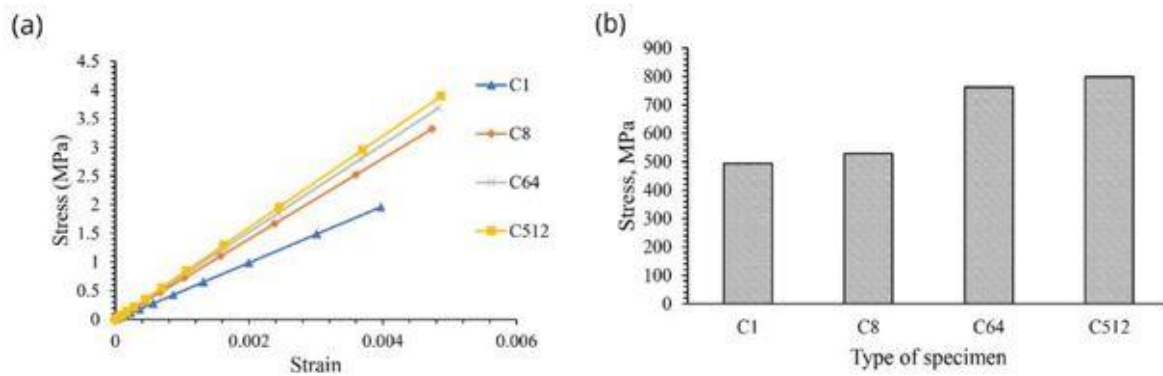 (a)
4.5
4
3.5
3
2.5
2
1.5
1
0.5
0
Stress (MPa)
0
0.002
0.004
0.006
Strain
C1
C8
C64
C512
(b)
900
800
700
600
500
400
300
200
100
0
Stress, MPa
C1
C8
C64
C512
Type of specimen